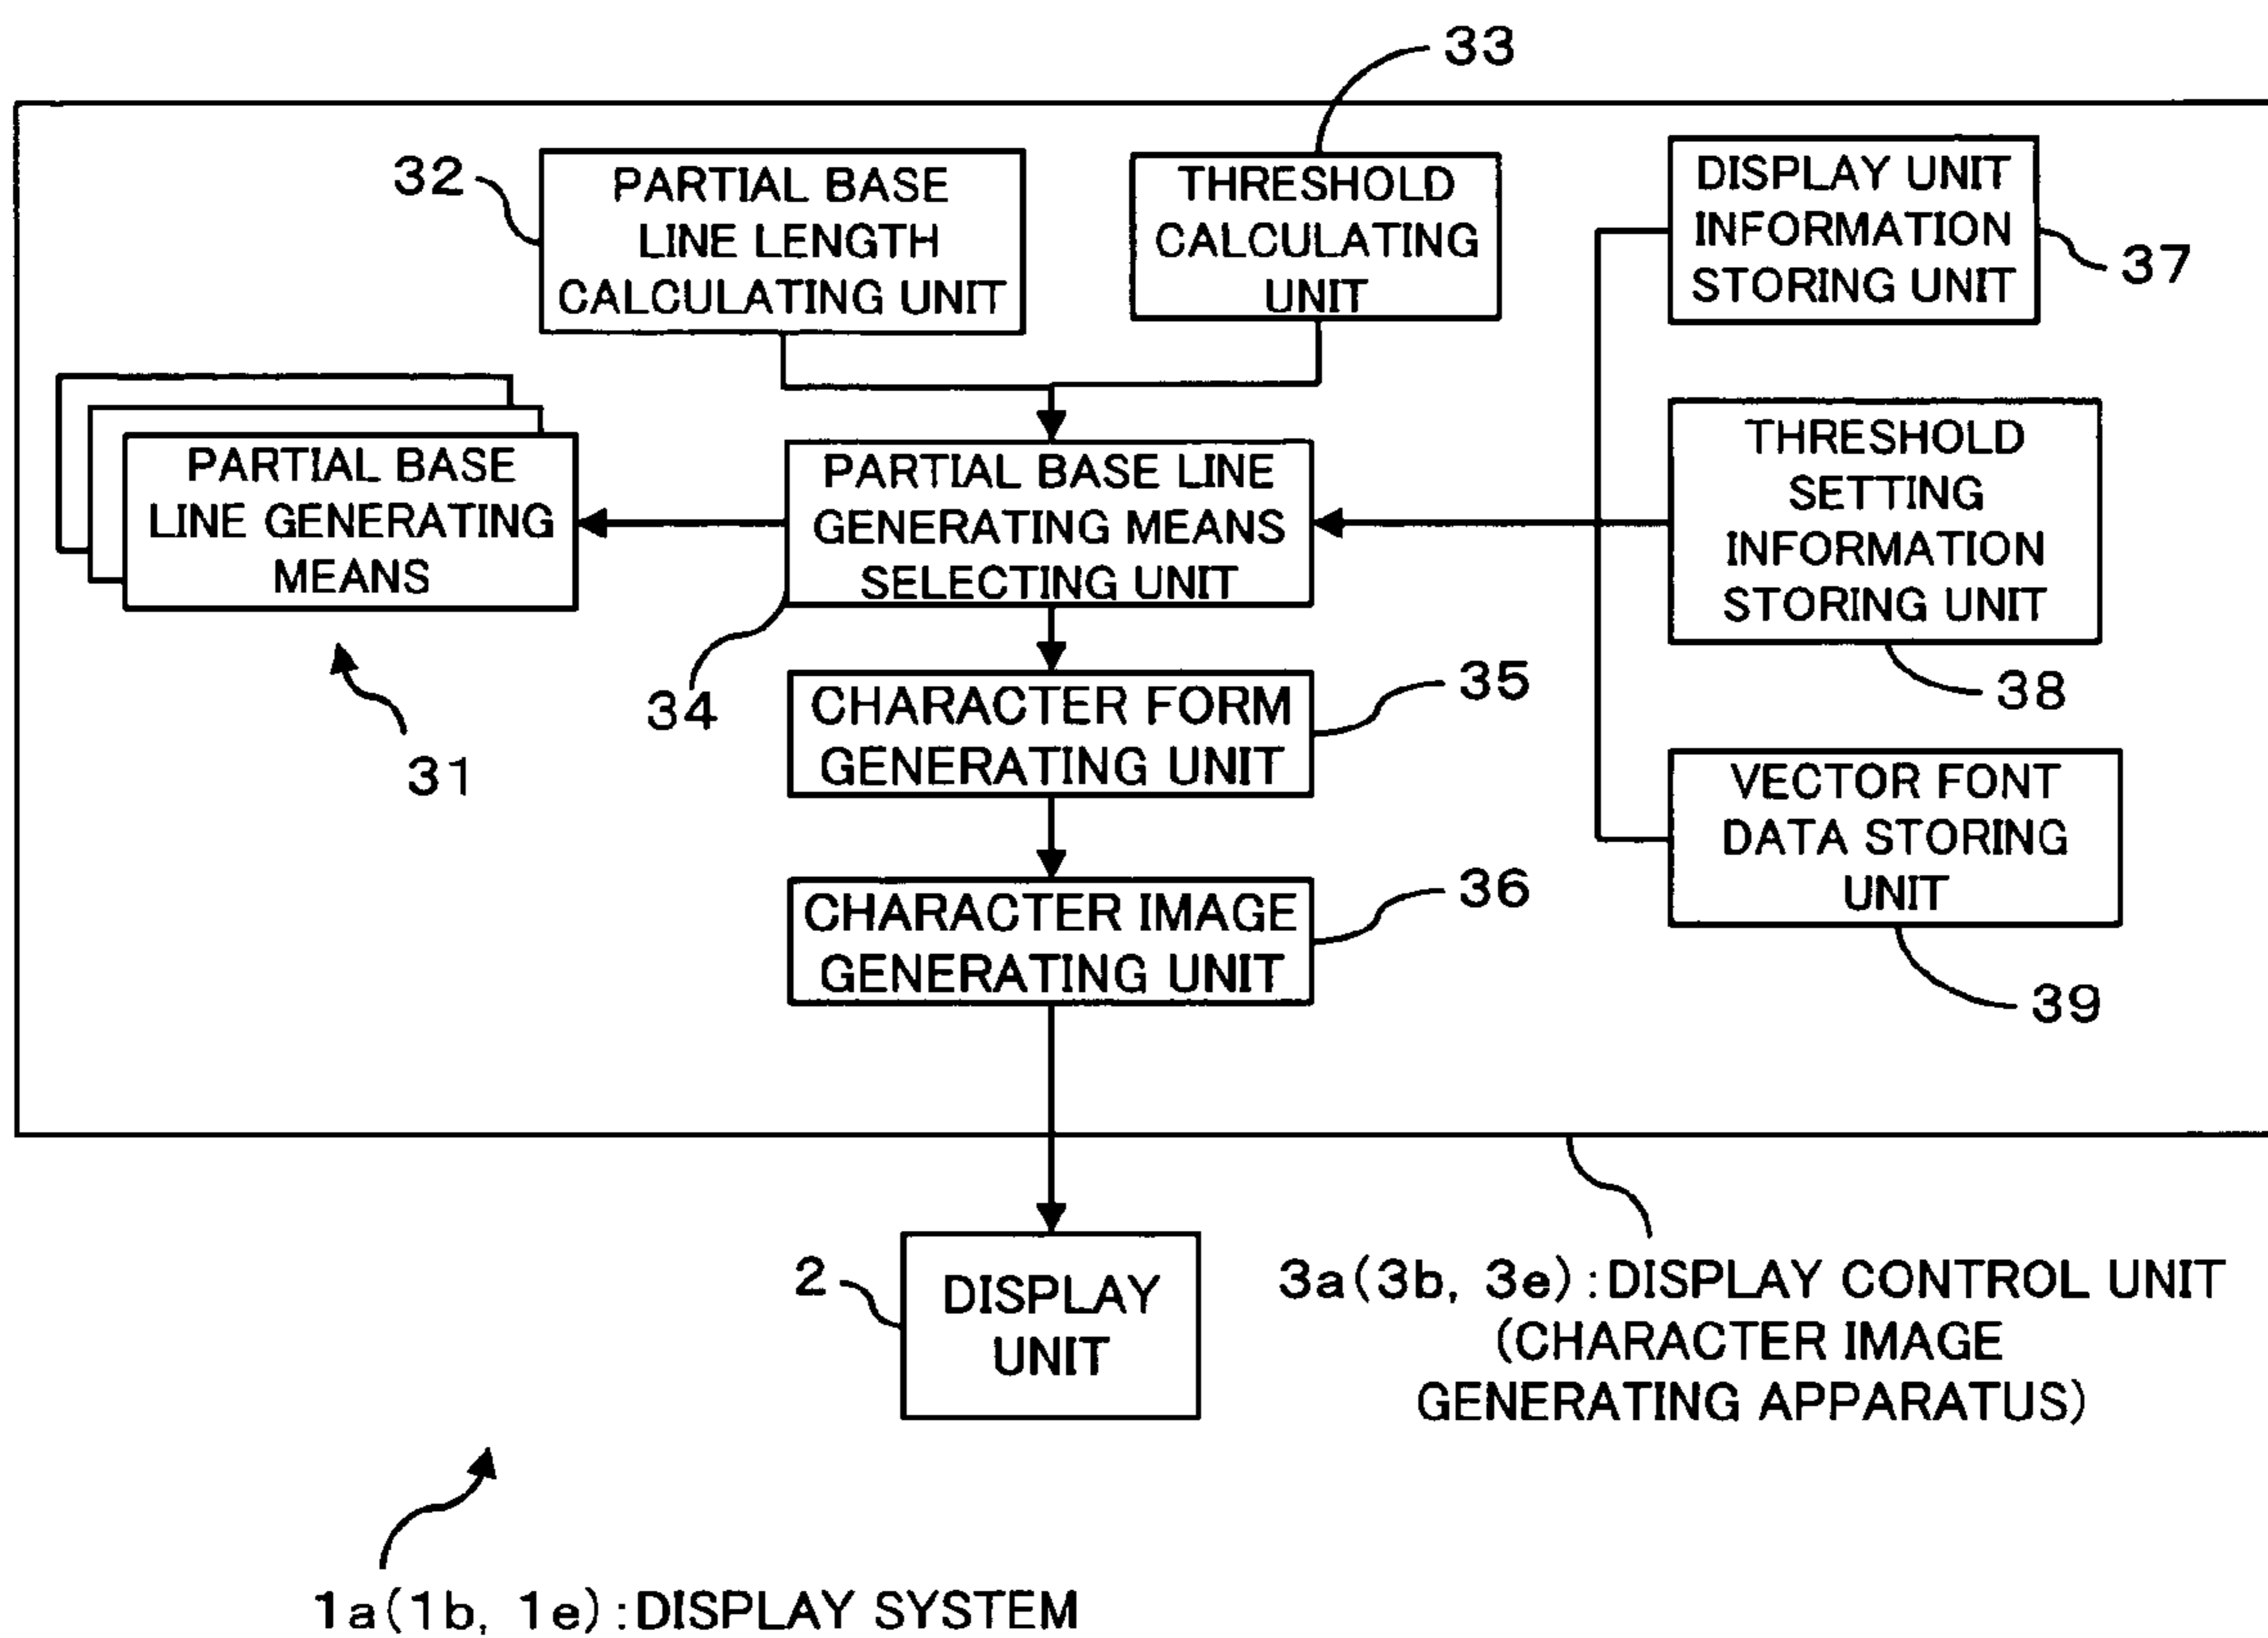 33
32
PARTIAL BASE
LINE LENGTH
CALCULATING UNIT
THRESHOLD
CALCULATING
UNIT
DISPLAY UNIT
INFORMATION
STORING UNIT
37
PARTIAL BASE
LINE GENERATING
MEANS
31
PARTIAL BASE LINE
GENERATING MEANS
SELECTING UNIT
34
THRESHOLD
SETTING
INFORMATION
STORING UNIT
38
CHARACTER FORM
GENERATING UNIT
35
VECTOR FONT
DATA STORING
UNIT
39
CHARACTER IMAGE
GENERATING UNIT
36
2
DISPLAY
UNIT
3a(3b, 3e):DISPLAY CONTROL UNIT
(CHARACTER IMAGE
GENERATING APPARATUS)
1a(1b, 1e):DISPLAY SYSTEM